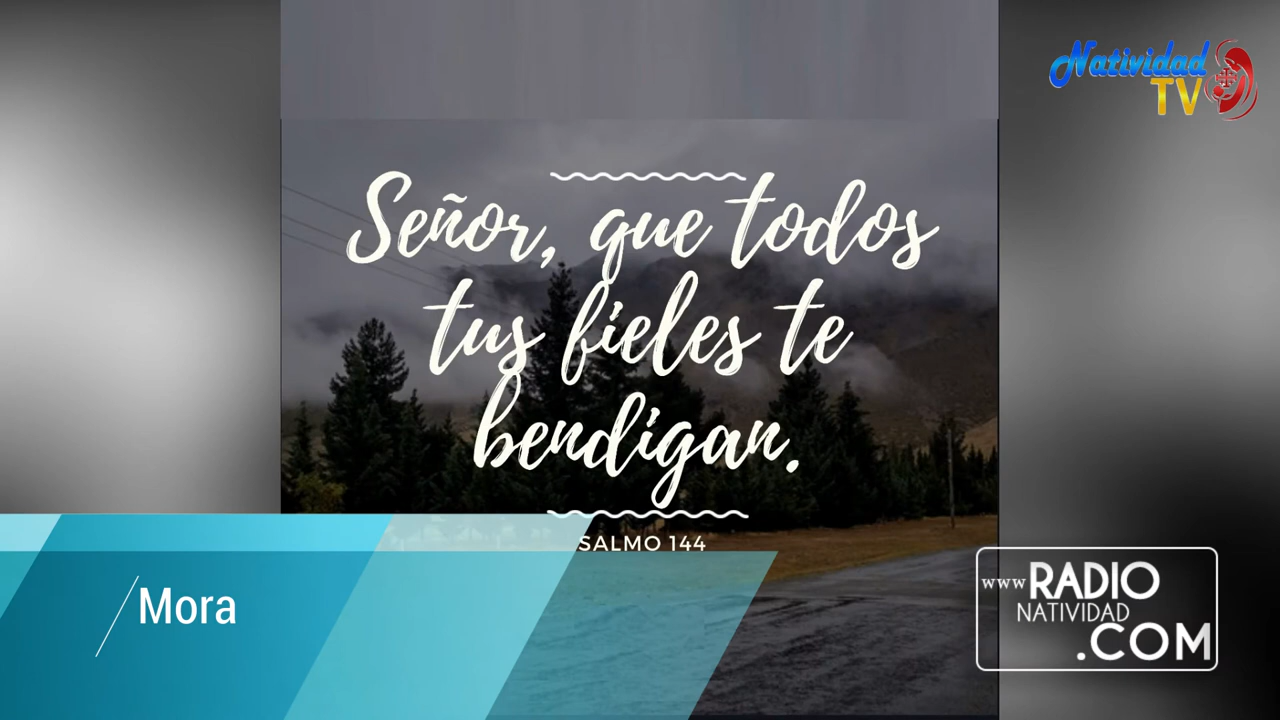 Natividad
TV
Señor, que todos
tus fieles te
bendigan.
SALMO 144
Mora
www.RADIO
NATIVIDAD
.COM